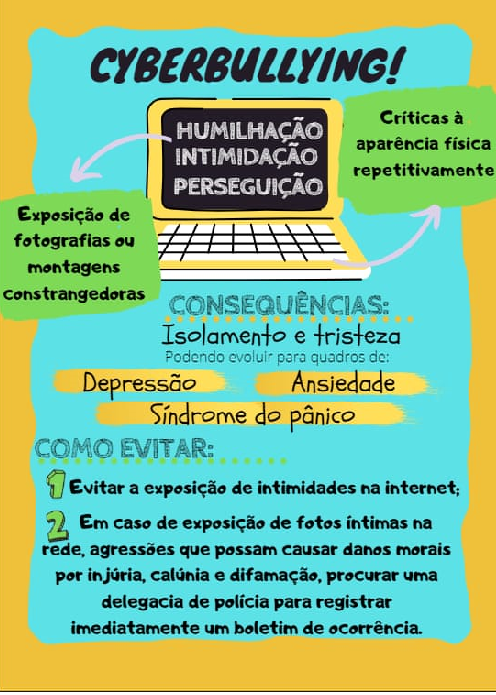 CYBERBULLYING!
HUMILHAÇÃO
INTIMIDAÇÃO
PERSEGUIÇÃO
Críticas à
aparência física
repetitivamente
Exposição de
fotografias ou
montagens
constrangedoras
CONSEQUÊNCIAS:
Isolamento e tristeza
Podendo evoluir para quadros de:
Depressão
Ansiedade
Síndrome do pânico
COMO EVITAR:
1 Evitar a exposição de intimidades na internet;
2 Em caso de exposição de fotos íntimas na
rede, agressões que possam causar danos morais
por injúria, calúnia e difamação, procurar uma
delegacia de polícia para registrar
imediatamente um boletim de ocorrência.